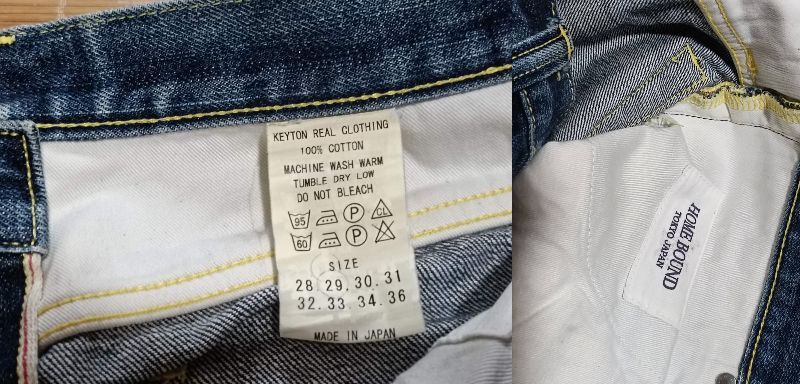 KEYTON REAL CLOTHING
100% COTTON
MACHINE WASH WARM
TUMBLE DRY LOW
DO NOT BLEACH
95 P CL
60 P
SIZE
28.29.30.31
32.33.34.36
MADE IN JAPAN
HOME BOUND
TOKYO JAPAN